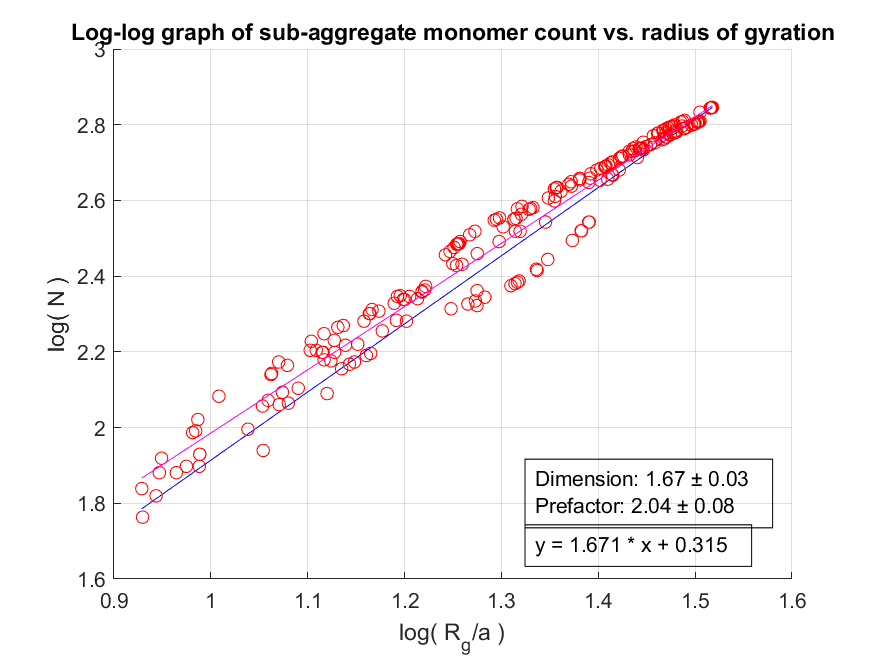 Log-log graph of sub-aggregate monomer count vs. radius of gyration
3
2.8
2.6
2.4
2.2
2
1.8
1.6
log( N )
Dimension: 1.67 ± 0.03
Prefactor: 2.04 ± 0.08
y = 1.671 * x + 0.315
0.9 1 1.1 1.2 1.3 1.4 1.5 1.6
log( R_g/a )